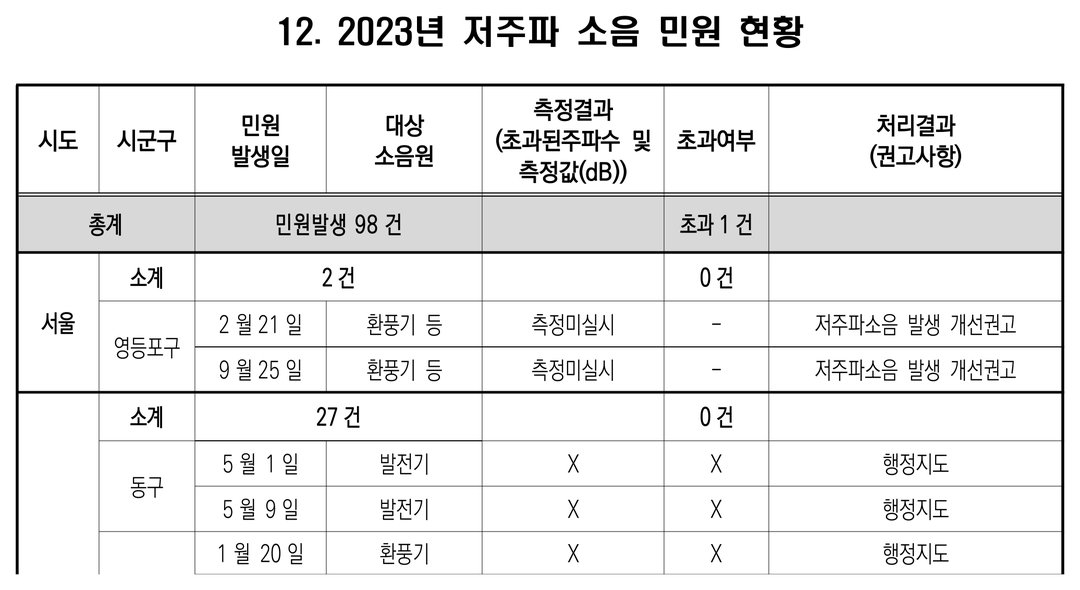 12. 2023년 저주파 소음 민원 현황
시도 시군구 민원 발생일 대상 소음원 측정결과 (초과된주파수 및 측정값(dB)) 초과여부 처리결과 (권고사항)
총계 민원발생 98 건 초과 1 건
서울 소계 2 건 0 건
영등포구 2 월 21 일 환풍기 등 측정미실시 - 저주파소음 발생 개선권고
9 월 25 일 환풍기 등 측정미실시 - 저주파소음 발생 개선권고
소계 27 건 0 건
동구 5 월 1 일 발전기 X X 행정지도
5 월 9 일 발전기 X X 행정지도
1 월 20 일 환풍기 X X 행정지도